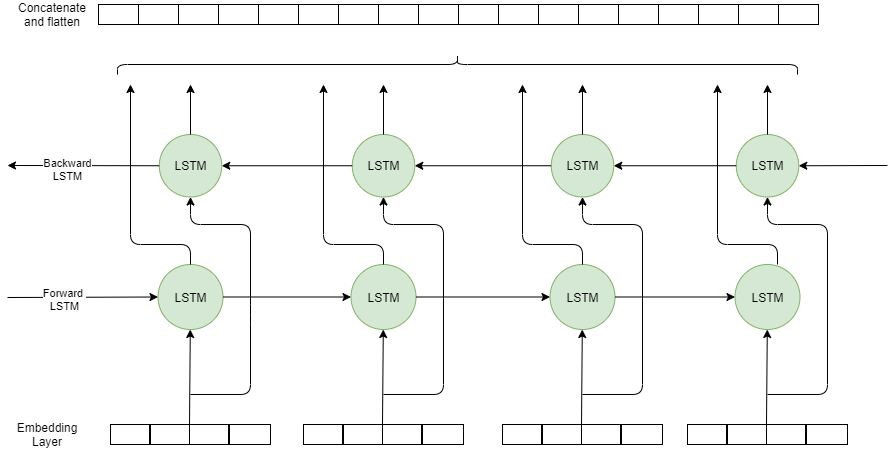 Concatenate
and flatten
Backward
LSTM
LSTM
LSTM
LSTM
LSTM
Forward
LSTM
LSTM
LSTM
LSTM
LSTM
Embedding
Layer